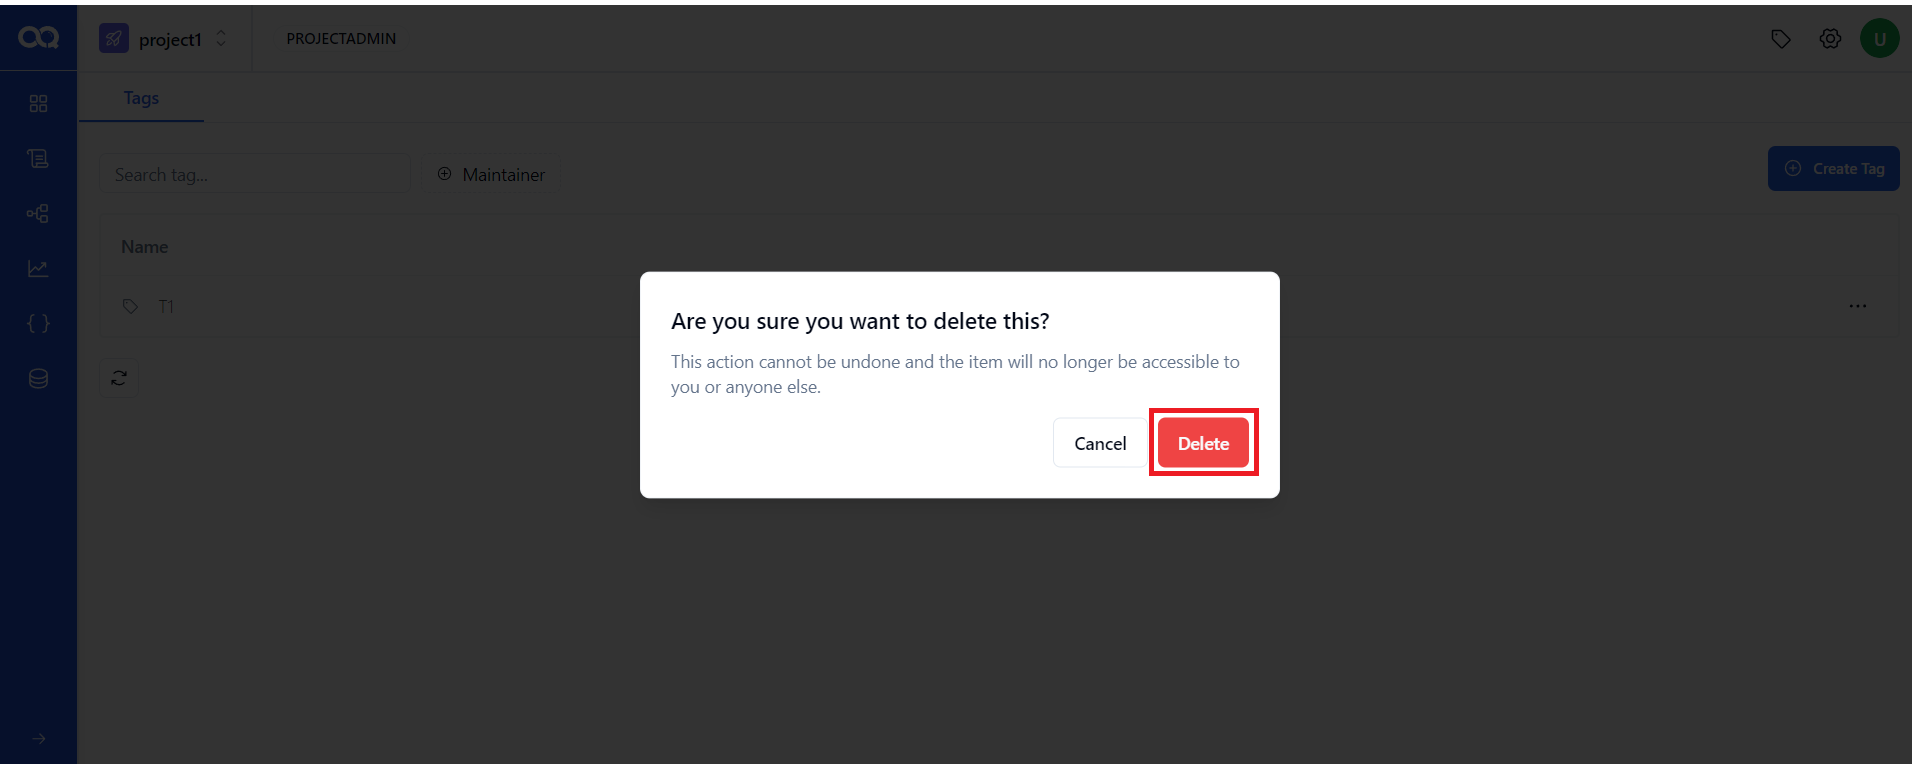 project1
PROJECTADMIN
U
Tags
Search tag...
Maintainer
Create Tag
Name
T1
Are you sure you want to delete this?
This action cannot be undone and the item will no longer be accessible to
you or anyone else.
Cancel
Delete